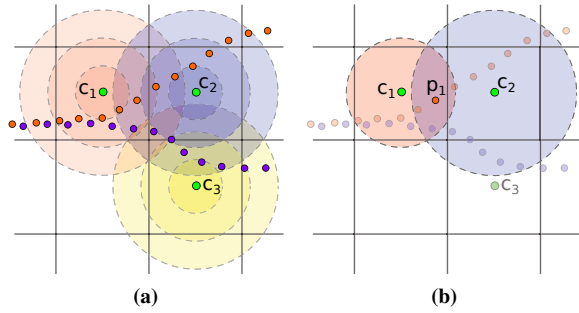 c₁ c₂ c₃
c₁ p₁ c₂ c₃
(a) (b)